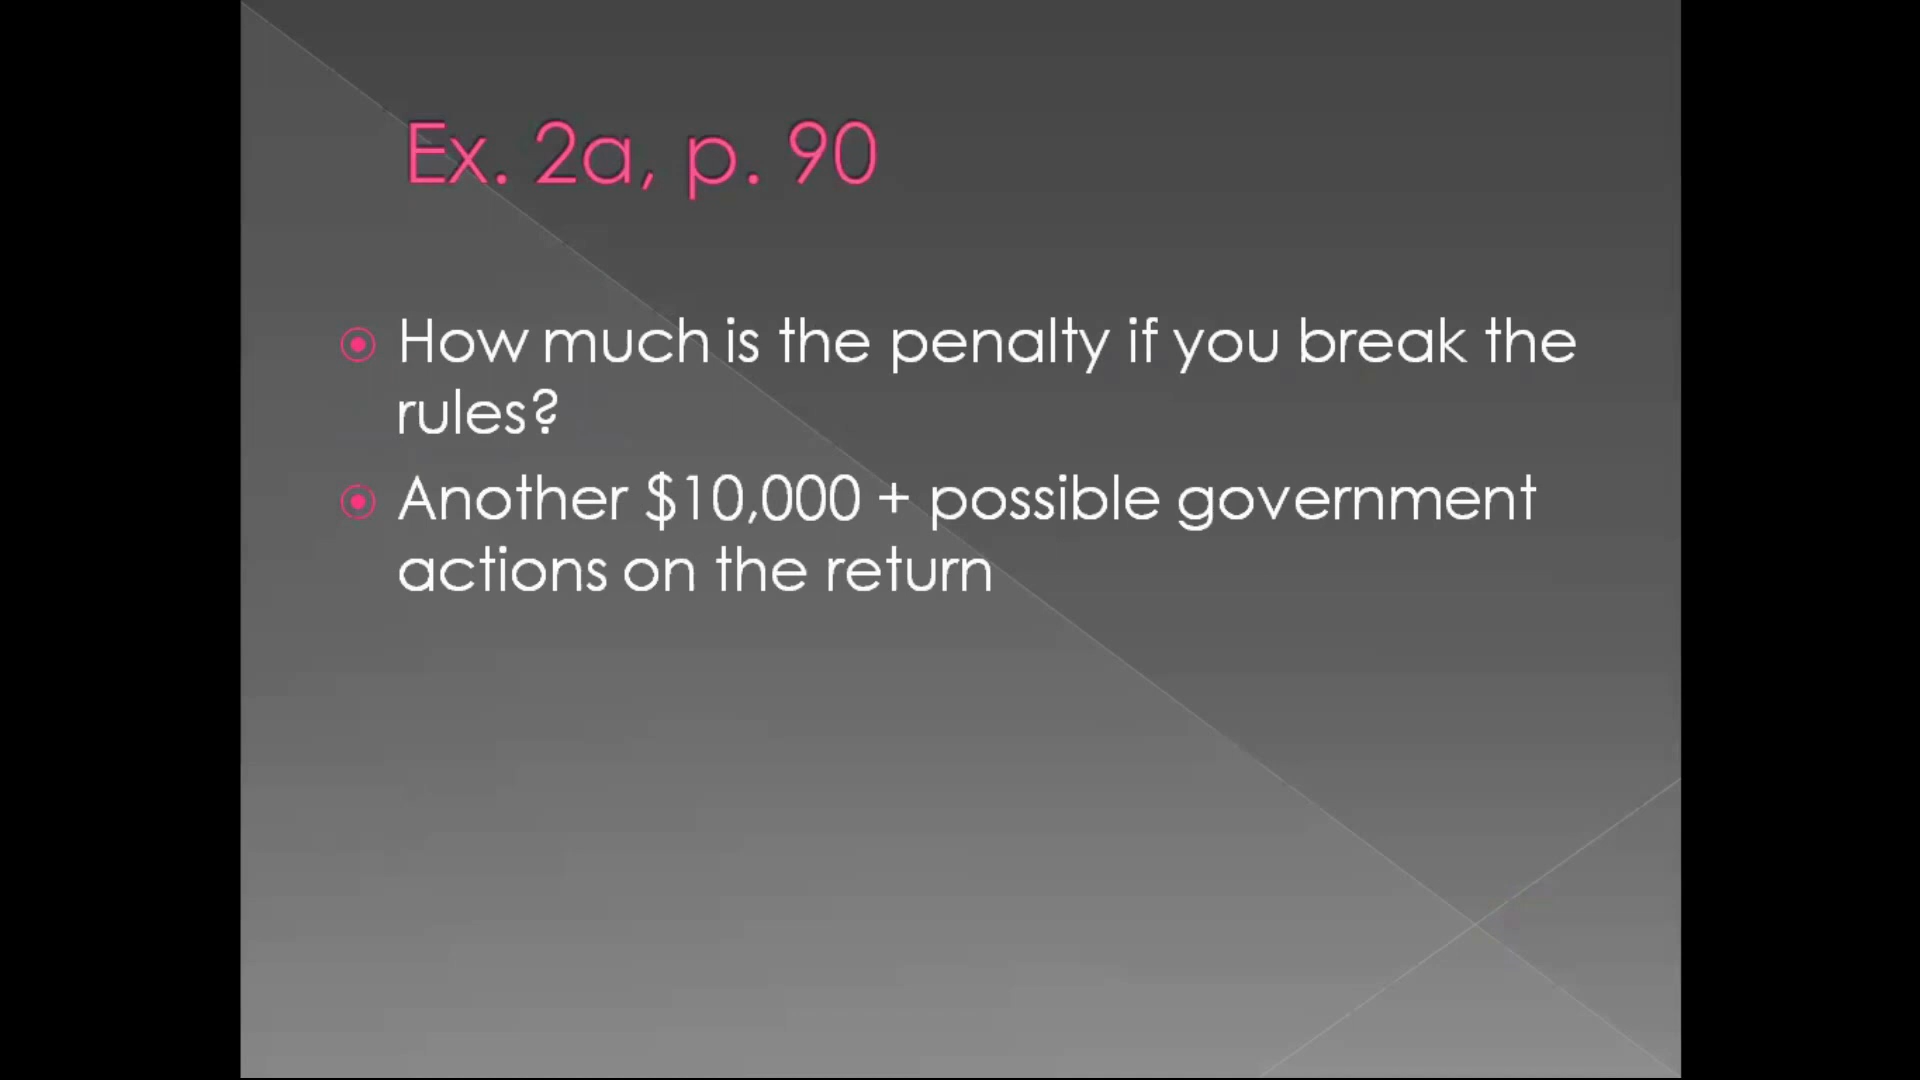 Ex. 2a, p. 90
How much is the penalty if you break the
rules?
Another $10,000 + possible government
actions on the return